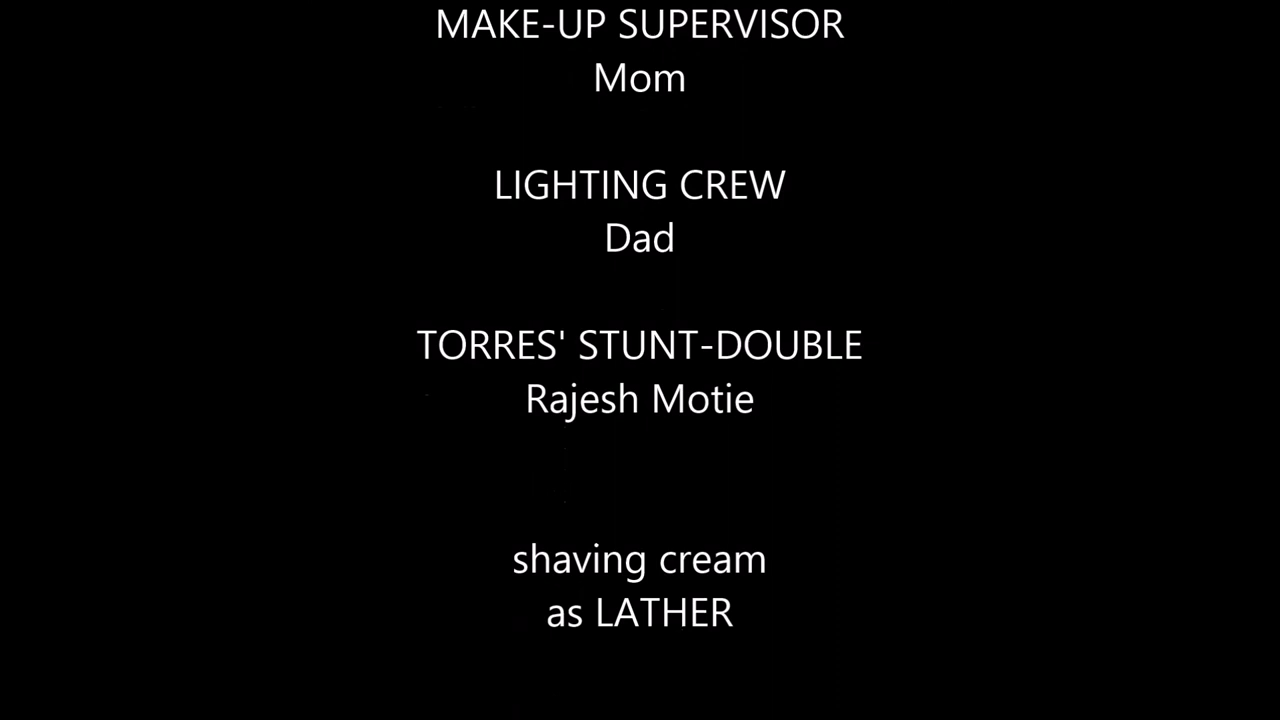 MAKE-UP SUPERVISOR
Mom
LIGHTING CREW
Dad
TORRES' STUNT-DOUBLE
Rajesh Motie
shaving cream
as LATHER